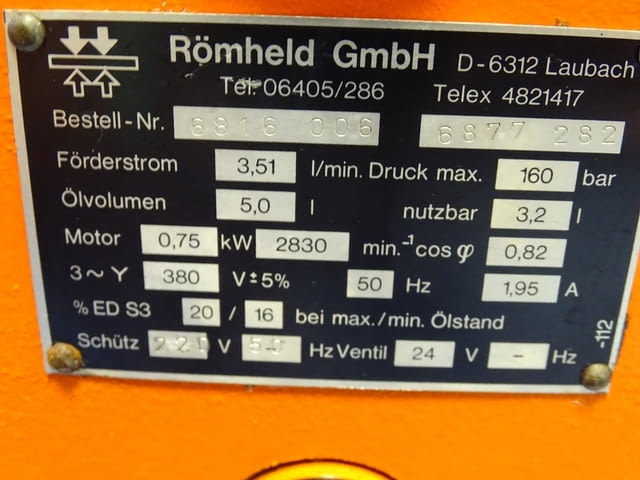 Römheld GmbH D-6312 Laubach
Tel. 06405/286 Telex 4821417
Bestell-Nr. 6816 006 6877 282
Förderstrom 3,51 l/min. Druck max. 160 bar
Ölvolumen 5,0 l nutzbar 3,2 l
Motor 0,75 kW 2830 min.⁻¹ cos φ 0,82
3~Y 380 V±5% 50 Hz 1,95 A
% ED S3 20 / 16 bei max./min. Ölstand
Schütz 220 V 50 Hz Ventil 24 V – Hz
-112